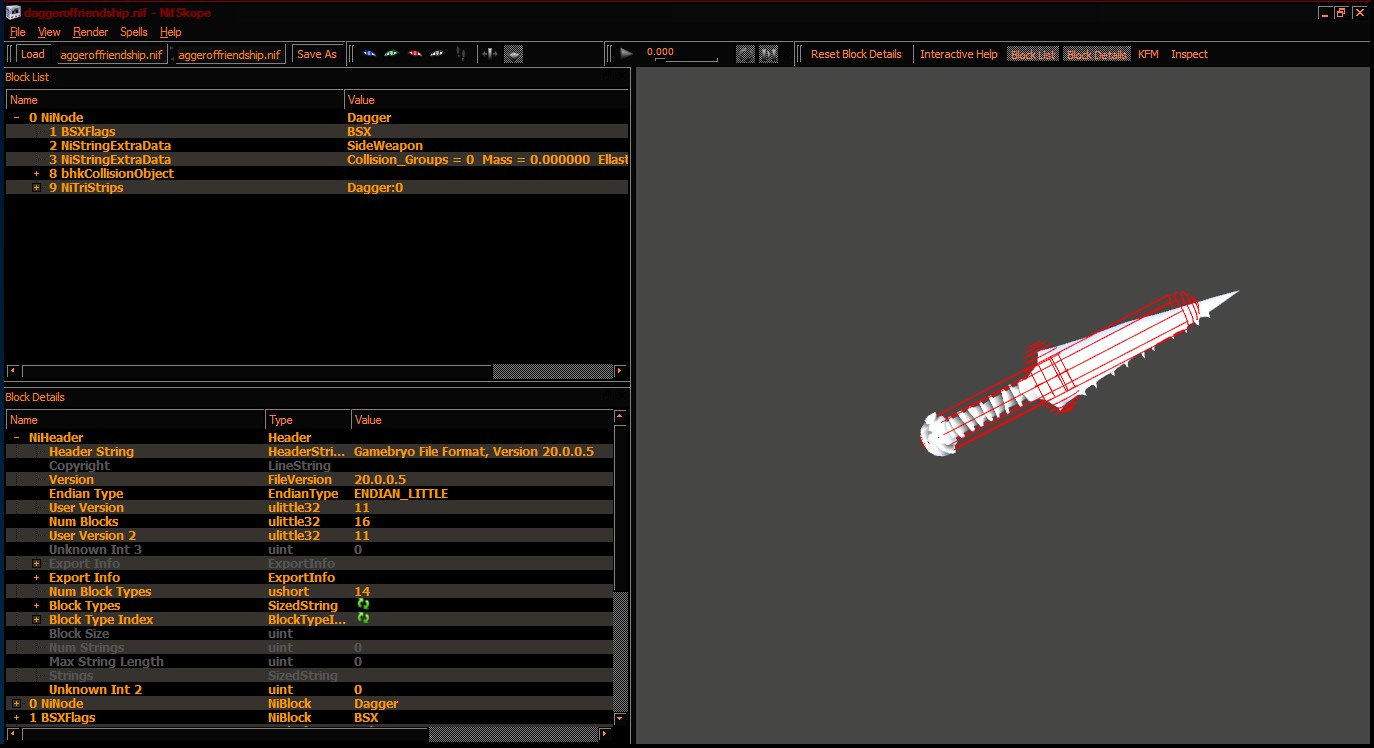 daggeroffriendship.nif - NifSkope
File View Render Spells Help
Load aggeroffriendship.nif aggeroffriendship.nif Save As 0.000 Reset Block Details Interactive Help Block List Block Details KFM Inspect
Block List
Name Value
0 NiNode Dagger
1 BSXFlags BSX
2 NiStringExtraData SideWeapon
3 NiStringExtraData Collision_Groups = 0 Mass = 0.000000 Ellast
8 bhkCollisionObject
9 NiTriStrips Dagger:0
Block Details
Name Type Value
NiHeader Header
Header String HeaderStri... Gamebryo File Format, Version 20.0.0.5
Copyright LineString
Version FileVersion 20.0.0.5
Endian Type EndianType ENDIAN_LITTLE
User Version ulittle32 11
Num Blocks ulittle32 16
User Version 2 ulittle32 11
Unknown Int 3 uint 0
Export Info ExportInfo
Export Info ExportInfo
Num Block Types ushort 14
Block Types SizedString
Block Type Index BlockTypeI...
Block Size uint
Num Strings uint 0
Max String Length uint 0
Strings SizedString
Unknown Int 2 uint 0
0 NiNode NiBlock Dagger
1 BSXFlags NiBlock BSX